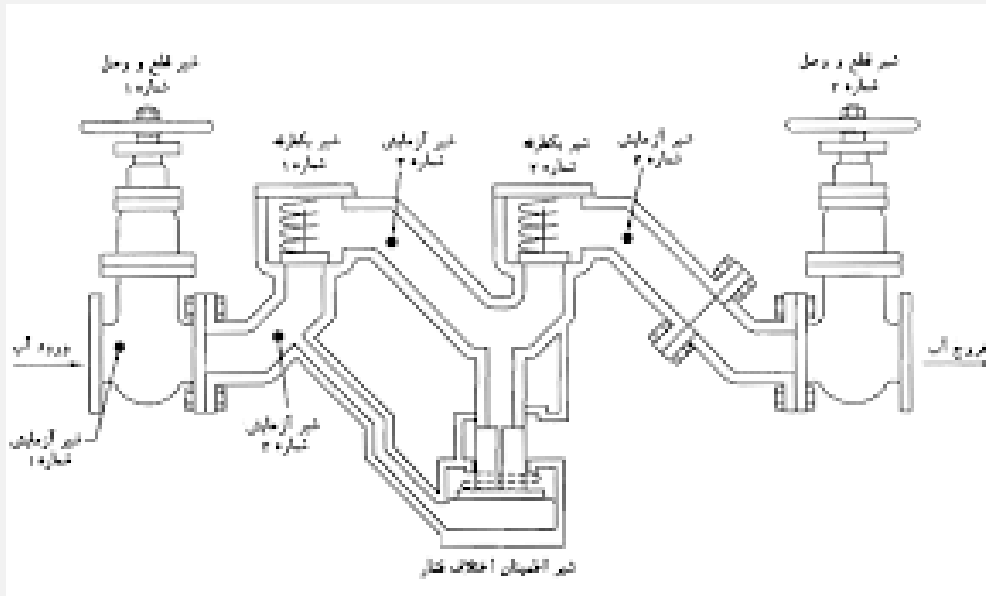 شیر قطع و وصل
شماره ۱
شیر قطع و وصل
شماره ۲
شیر یکطرفه
شماره ۱
شیر آزمایش
شماره ۳
شیر یکطرفه
شماره ۲
شیر آزمایش
شماره ۴
ورود آب
خروج آب
شیر آزمایش
شماره ۱
شیر آزمایش
شماره ۲
شیر اطمینان اختلاف فشار